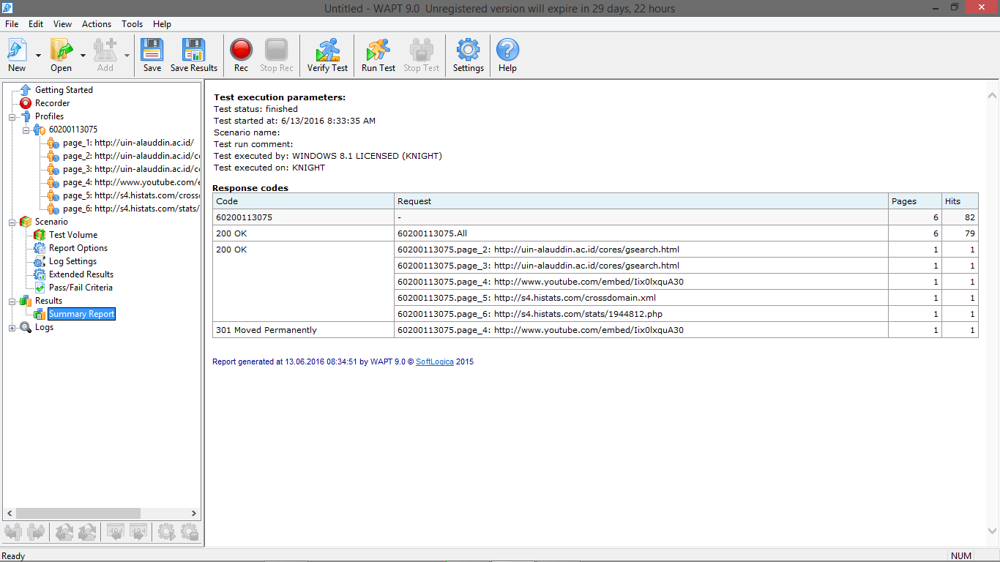 Untitled - WAPT 9.0 Unregistered version will expire in 29 days, 22 hours
File Edit View Actions Tools Help
New Open Add Save Save Results Rec Stop Rec Verify Test Run Test Stop Test Settings Help
Getting Started
Recorder
Profiles
60200113075
page_1: http://uin-alauddin.ac.id/
page_2: http://uin-alauddin.ac.id/c
page_3: http://uin-alauddin.ac.id/c
page_4: http://www.youtube.com/e
page_5: http://s4.histats.com/cross
page_6: http://s4.histats.com/stats/
Scenario
Test Volume
Report Options
Log Settings
Extended Results
Pass/Fail Criteria
Results
Summary Report
Logs
Test execution parameters:
Test status: finished
Test started at: 6/13/2016 8:33:35 AM
Scenario name:
Test run comment:
Test executed by: WINDOWS 8.1 LICENSED (KNIGHT)
Test executed on: KNIGHT
Response codes
Code Request Pages Hits
60200113075 - 6 82
200 OK 60200113075.All 6 79
200 OK 60200113075.page_2: http://uin-alauddin.ac.id/cores/gsearch.html 1 1
60200113075.page_3: http://uin-alauddin.ac.id/cores/gsearch.html 1 1
60200113075.page_4: http://www.youtube.com/embed/Iix0lxquA30 1 1
60200113075.page_5: http://s4.histats.com/crossdomain.xml 1 1
60200113075.page_6: http://s4.histats.com/stats/1944812.php 1 1
301 Moved Permanently 60200113075.page_4: http://www.youtube.com/embed/Iix0lxquA30 1 1
Report generated at 13.06.2016 08:34:51 by WAPT 9.0 © SoftLogica 2015
404 404
Ready NUM